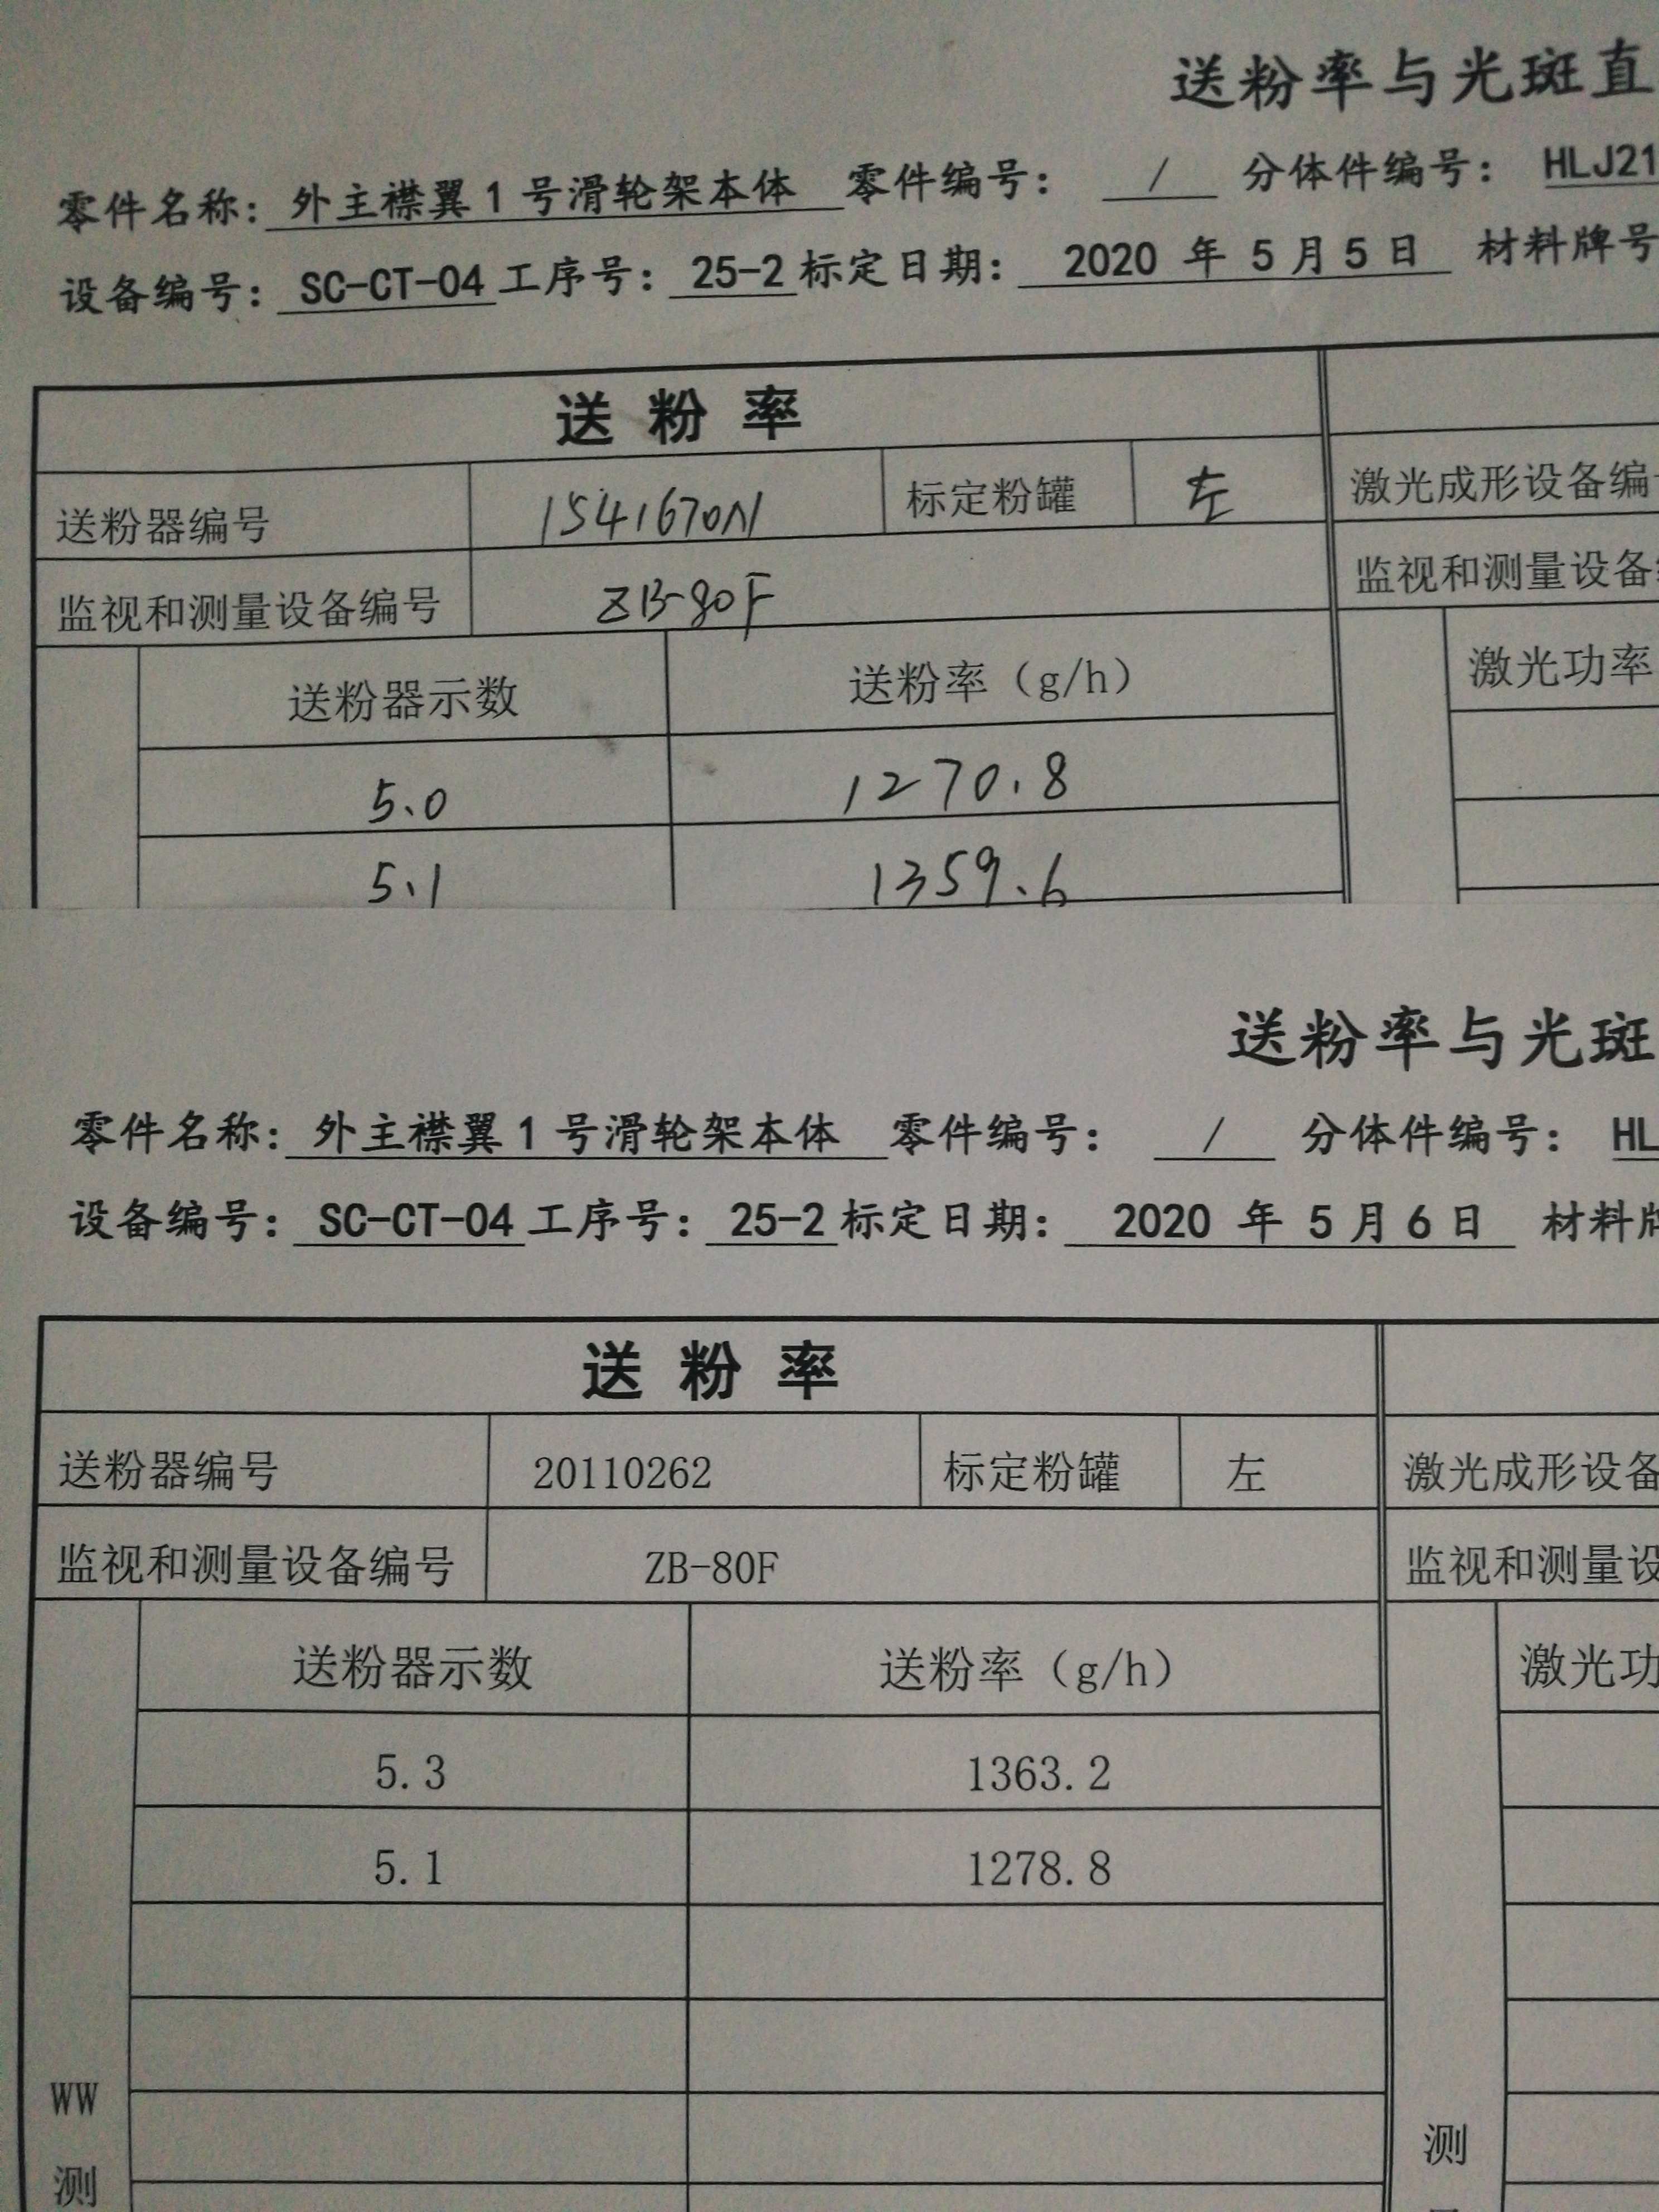 送粉率与光斑直
零件名称：外主襟翼1号滑轮架本体 零件编号： / 分体件编号： HLJ21
设备编号：SC-CT-04 工序号：25-2 标定日期： 2020 年 5 月 5 日 材料牌号
送 粉 率
送粉器编号 1541670N 标定粉罐 左 激光成形设备编
监视和测量设备编号 ZB-80F 监视和测量设备
送粉器示数 送粉率（g/h） 激光功率
5.0 1270.8
5.1 1359.6
送粉率与光斑
零件名称：外主襟翼1号滑轮架本体 零件编号： / 分体件编号： HL
设备编号：SC-CT-04 工序号：25-2 标定日期： 2020 年 5 月 6 日 材料牌
送 粉 率
送粉器编号 20110262 标定粉罐 左 激光成形设备
监视和测量设备编号 ZB-80F 监视和测量设
送粉器示数 送粉率（g/h） 激光功
5.3 1363.2
5.1 1278.8
WW
测
测